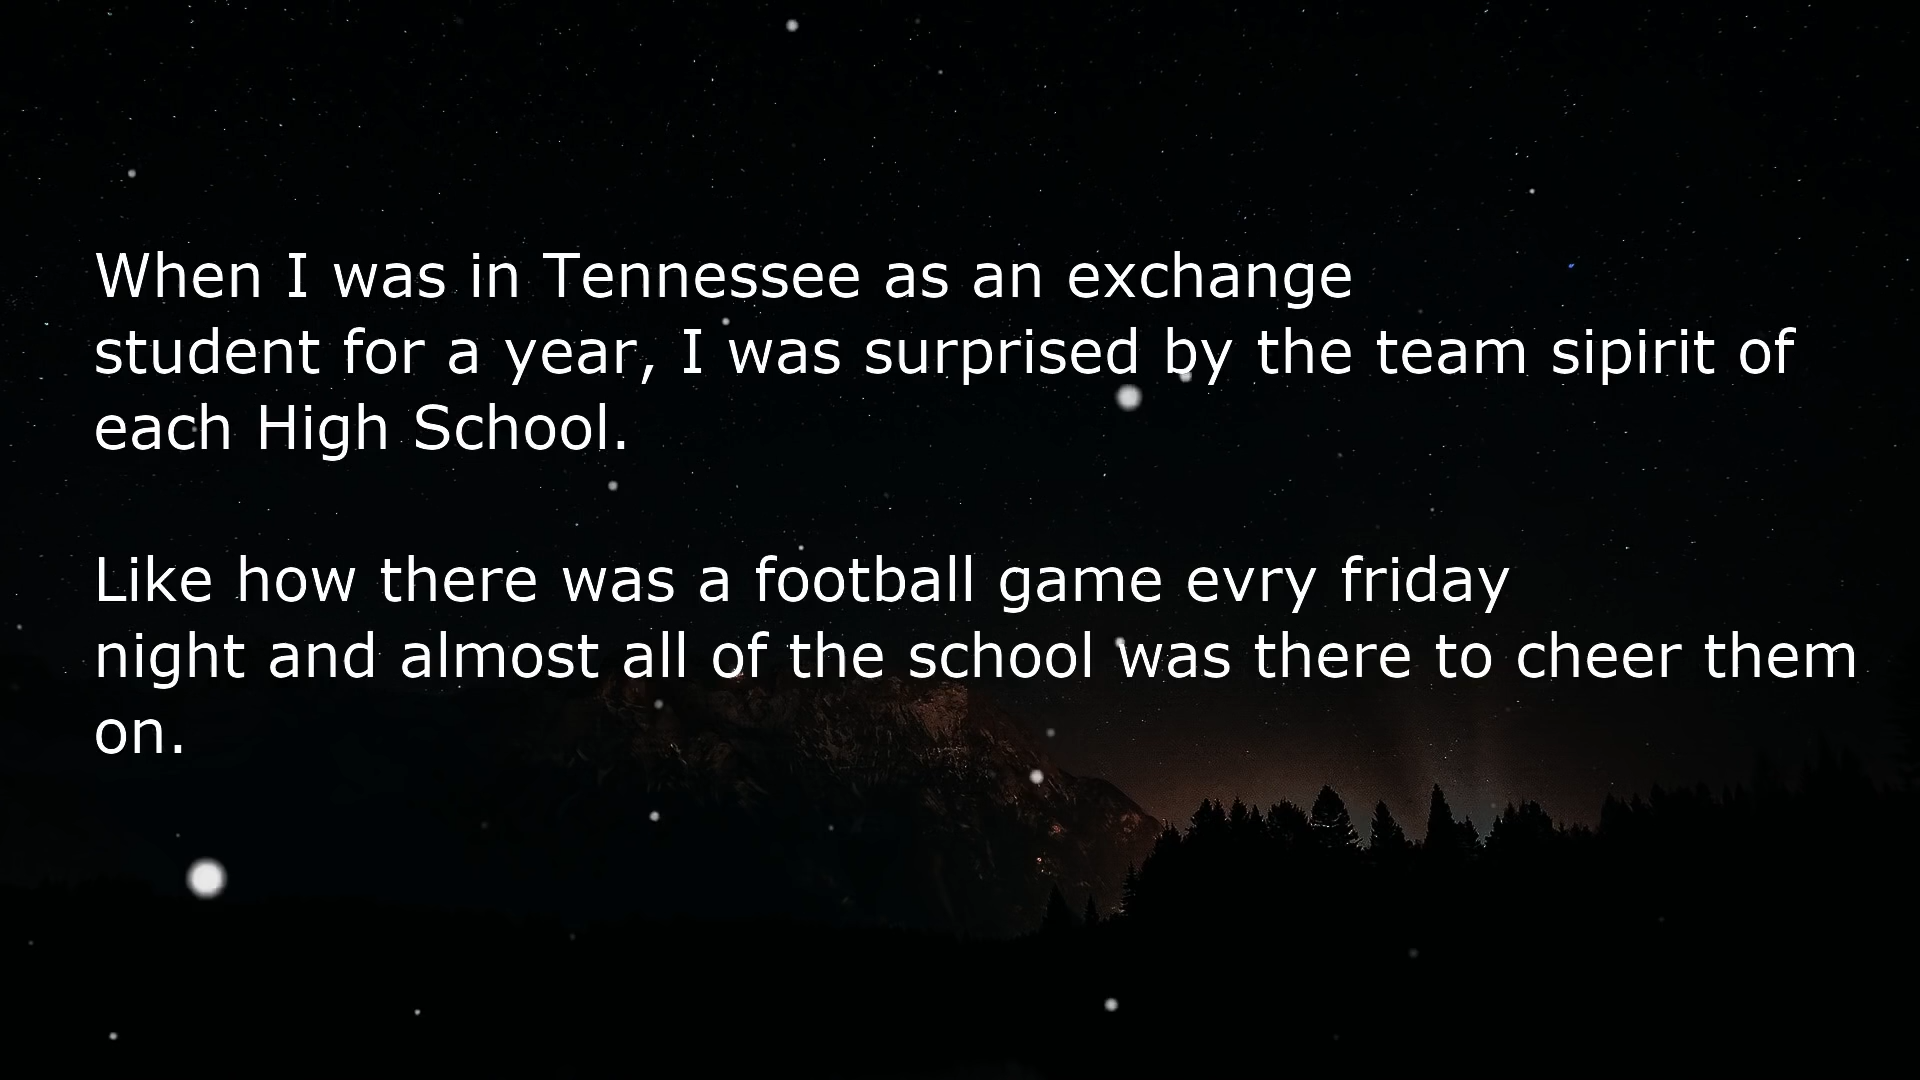 When I was in Tennessee as an exchange
student for a year, I was surprised by the team sipirit of
each High School.
Like how there was a football game evry friday
night and almost all of the school was there to cheer them
on.